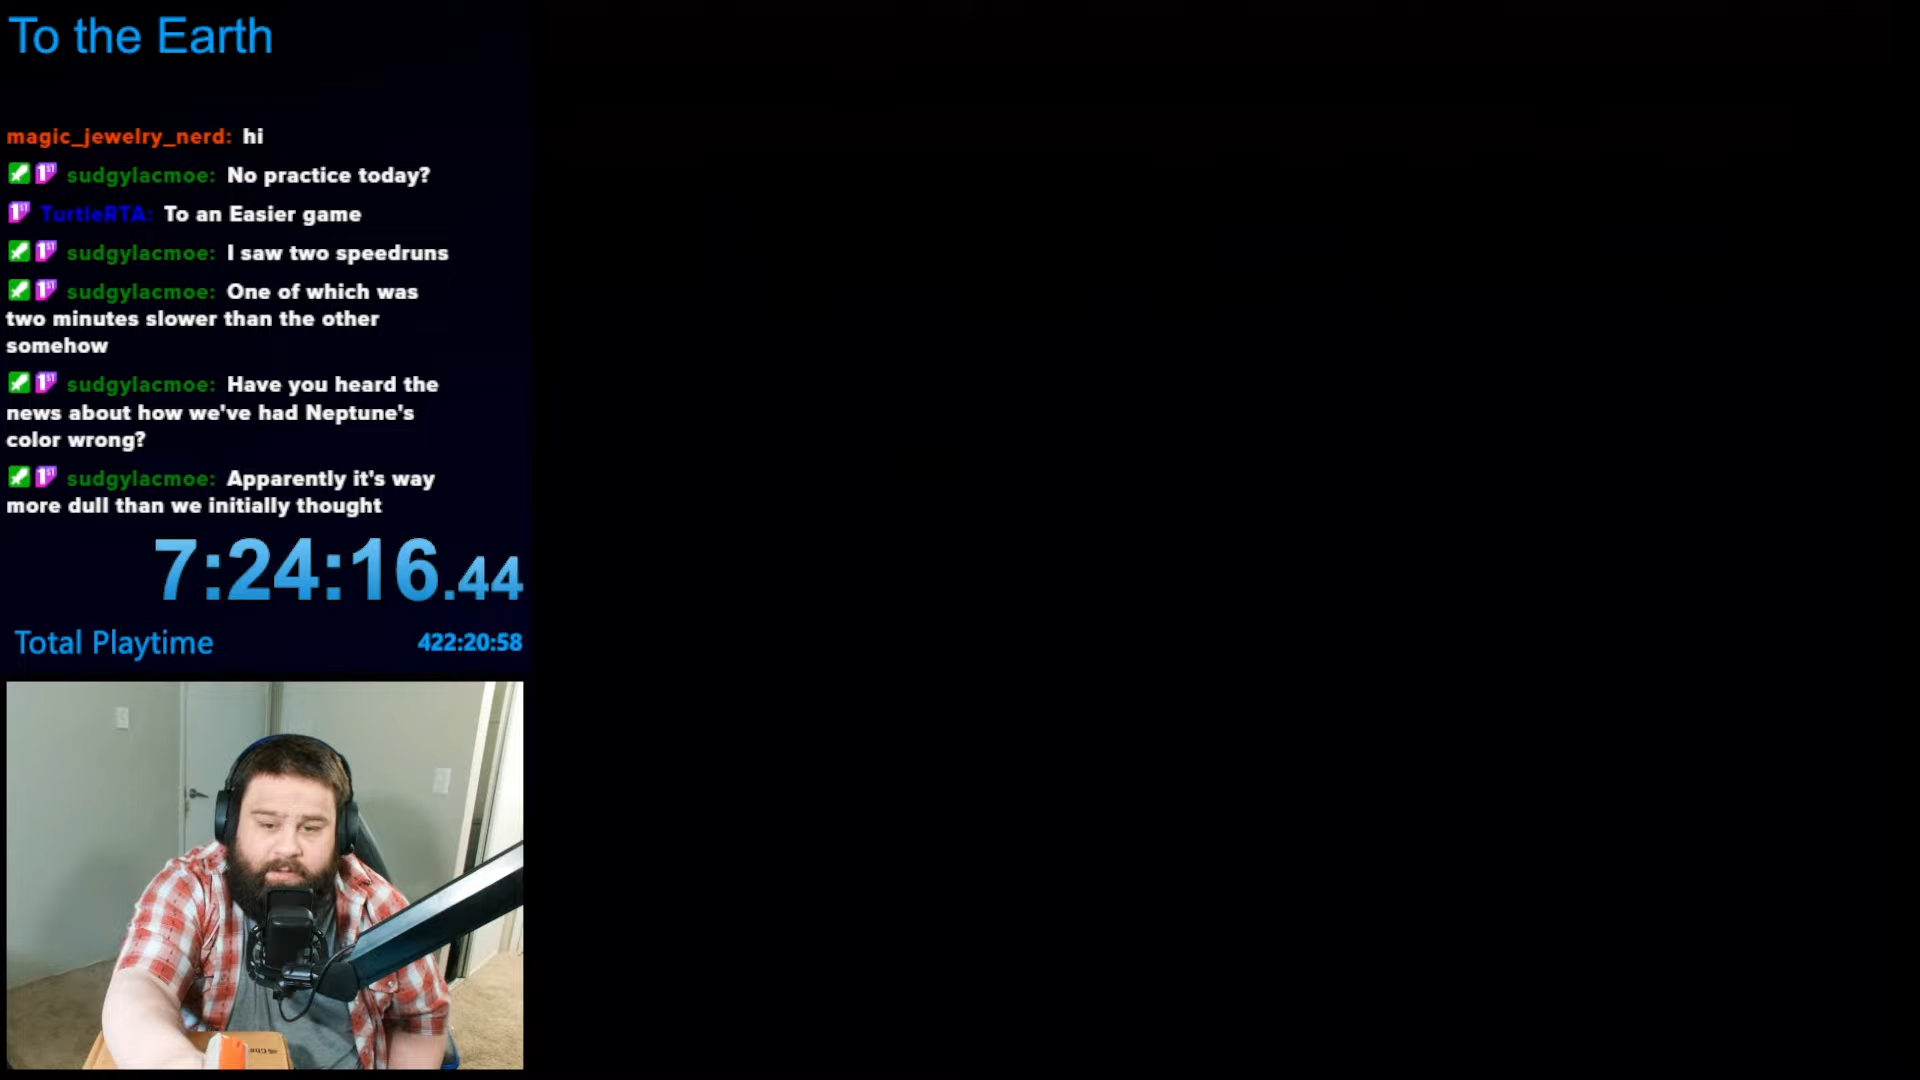 To the Earth
magic_jewelry_nerd: hi
sudgylacmoe: No practice today?
TurtleRTA: To an Easier game
sudgylacmoe: I saw two speedruns
sudgylacmoe: One of which was
two minutes slower than the other
somehow
sudgylacmoe: Have you heard the
news about how we've had Neptune's
color wrong?
sudgylacmoe: Apparently it's way
more dull than we initially thought
7:24:16.44
Total Playtime 422:20:58